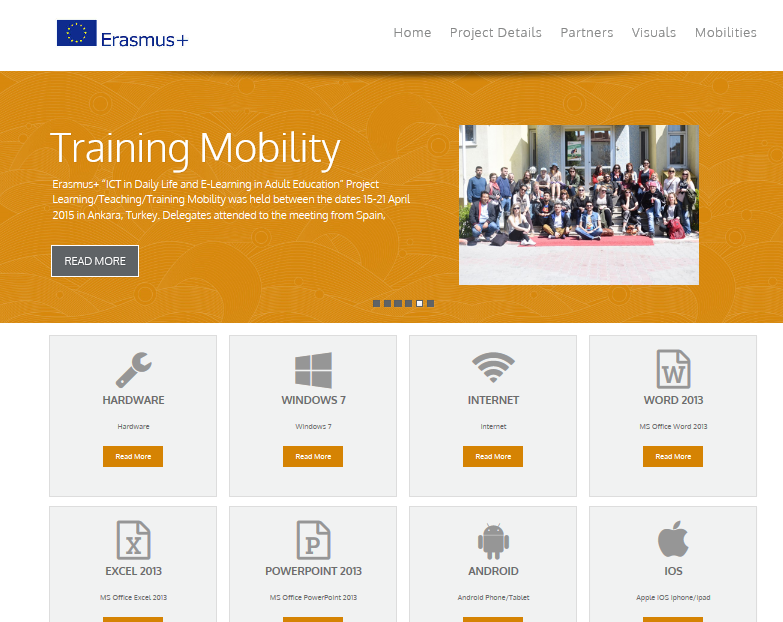 Erasmus+
Home Project Details Partners Visuals Mobilities
Training Mobility
Erasmus+ “ICT in Daily Life and E-Learning in Adult Education” Project
Learning/Teaching/Training Mobility was held between the dates 15-21 April
2015 in Ankara, Turkey. Delegates attended to the meeting from Spain,
READ MORE
HARDWARE
Hardware
Read More
WINDOWS 7
Windows 7
Read More
INTERNET
Internet
Read More
W
WORD 2013
MS Office Word 2013
Read More
X
EXCEL 2013
MS Office Excel 2013
P
POWERPOINT 2013
MS Office PowerPoint 2013
ANDROID
Android Phone/Tablet
IOS
Apple IOS Iphone/Ipad